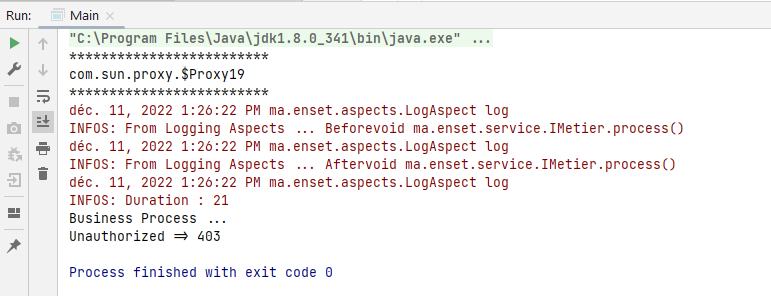 Run: Main ×
"C:\Program Files\Java\jdk1.8.0_341\bin\java.exe" ...
*************************
com.sun.proxy.$Proxy19
*************************
déc. 11, 2022 1:26:22 PM ma.enset.aspects.LogAspect log
INFOS: From Logging Aspects ... Beforevoid ma.enset.service.IMetier.process()
déc. 11, 2022 1:26:22 PM ma.enset.aspects.LogAspect log
INFOS: From Logging Aspects ... Aftervoid ma.enset.service.IMetier.process()
déc. 11, 2022 1:26:22 PM ma.enset.aspects.LogAspect log
INFOS: Duration : 21
Business Process ...
Unauthorized => 403
Process finished with exit code 0